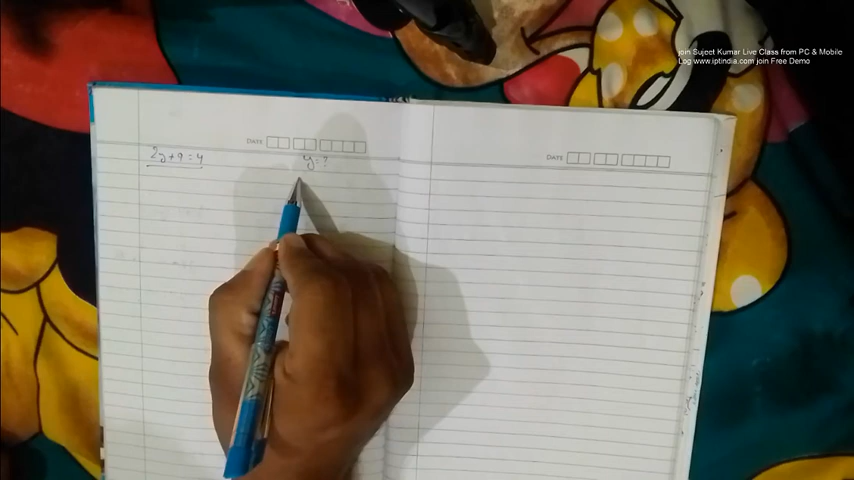 join Sujeet Kumar Live Class from PC & Mobile
Log www.iptindia.com join Free Demo
DATE
DATE
2y+9=4
y=?